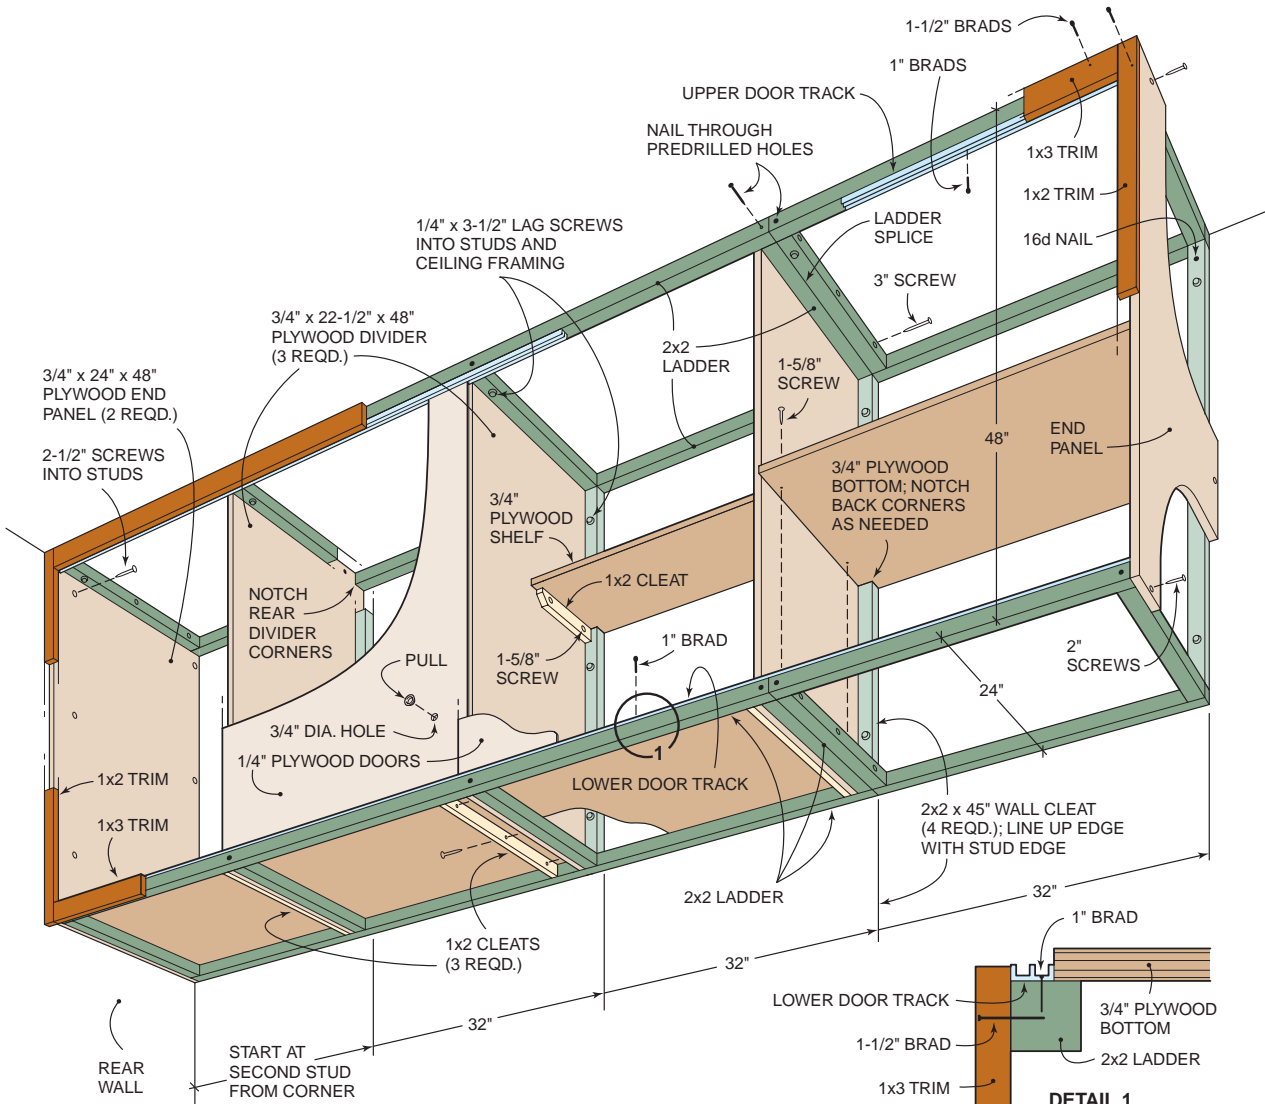 1-1/2" BRADS
1" BRADS
UPPER DOOR TRACK
NAIL THROUGH
PREDRILLED HOLES
1x3 TRIM
1x2 TRIM
16d NAIL
1/4" x 3-1/2" LAG SCREWS
INTO STUDS AND
CEILING FRAMING
LADDER
SPLICE
3" SCREW
3/4" x 22-1/2" x 48"
PLYWOOD DIVIDER
(3 REQD.)
2x2
LADDER
1-5/8"
SCREW
3/4" x 24" x 48"
PLYWOOD END
PANEL (2 REQD.)
2-1/2" SCREWS
INTO STUDS
48"
END
PANEL
3/4" PLYWOOD
BOTTOM; NOTCH
BACK CORNERS
AS NEEDED
3/4"
PLYWOOD
SHELF
1x2 CLEAT
NOTCH
REAR
DIVIDER
CORNERS
1-5/8"
SCREW
1" BRAD
2"
SCREWS
PULL
24"
3/4" DIA. HOLE
1/4" PLYWOOD DOORS
1
LOWER DOOR TRACK
1x2 TRIM
1x3 TRIM
2x2 x 45" WALL CLEAT
(4 REQD.); LINE UP EDGE
WITH STUD EDGE
2x2 LADDER
32"
1x2 CLEATS
(3 REQD.)
32"
32"
START AT
SECOND STUD
FROM CORNER
REAR
WALL
1" BRAD
LOWER DOOR TRACK
3/4" PLYWOOD
BOTTOM
1-1/2" BRAD
2x2 LADDER
1x3 TRIM
DETAIL 1